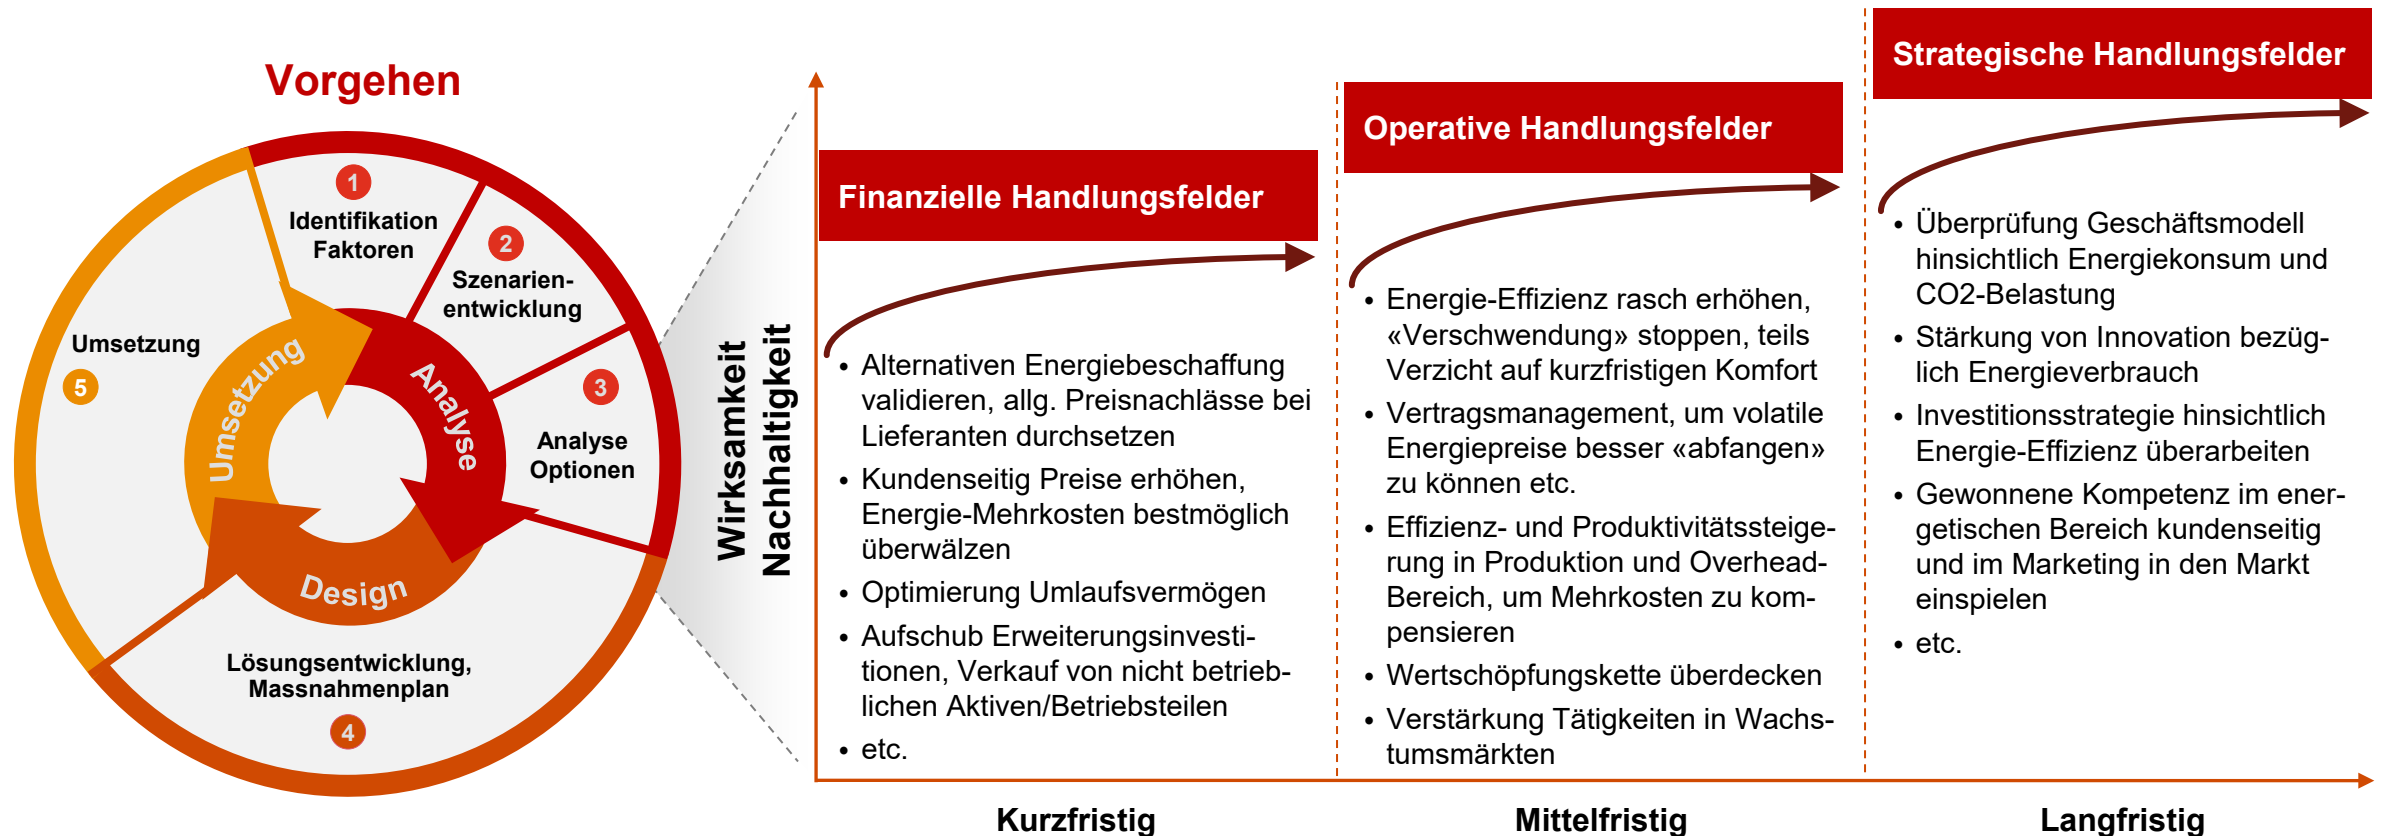 Vorgehen
1
Identifikation
Faktoren
2
Szenarien-
entwicklung
3
Analyse
Optionen
Lösungsentwicklung,
Massnahmenplan
4
Umsetzung
5
Analyse
Design
Umsetzung
Wirksamkeit
Nachhaltigkeit
Finanzielle Handlungsfelder
• Alternativen Energiebeschaffung
validieren, allg. Preisnachlässe bei
Lieferanten durchsetzen
• Kundenseitig Preise erhöhen,
Energie-Mehrkosten bestmöglich
überwälzen
• Optimierung Umlaufsvermögen
• Aufschub Erweiterungsinvesti-
tionen, Verkauf von nicht betrieb-
lichen Aktiven/Betriebsteilen
• etc.
Kurzfristig
Operative Handlungsfelder
• Energie-Effizienz rasch erhöhen,
«Verschwendung» stoppen, teils
Verzicht auf kurzfristigen Komfort
• Vertragsmanagement, um volatile
Energiepreise besser «abfangen»
zu können etc.
• Effizienz- und Produktivitätssteige-
rung in Produktion und Overhead-
Bereich, um Mehrkosten zu kom-
pensieren
• Wertschöpfungskette überdecken
• Verstärkung Tätigkeiten in Wachs-
tumsmärkten
Mittelfristig
Strategische Handlungsfelder
• Überprüfung Geschäftsmodell
hinsichtlich Energiekonsum und
CO2-Belastung
• Stärkung von Innovation bezüg-
lich Energieverbrauch
• Investitionsstrategie hinsichtlich
Energie-Effizienz überarbeiten
• Gewonnene Kompetenz im ener-
getischen Bereich kundenseitig
und im Marketing in den Markt
einspielen
• etc.
Langfristig